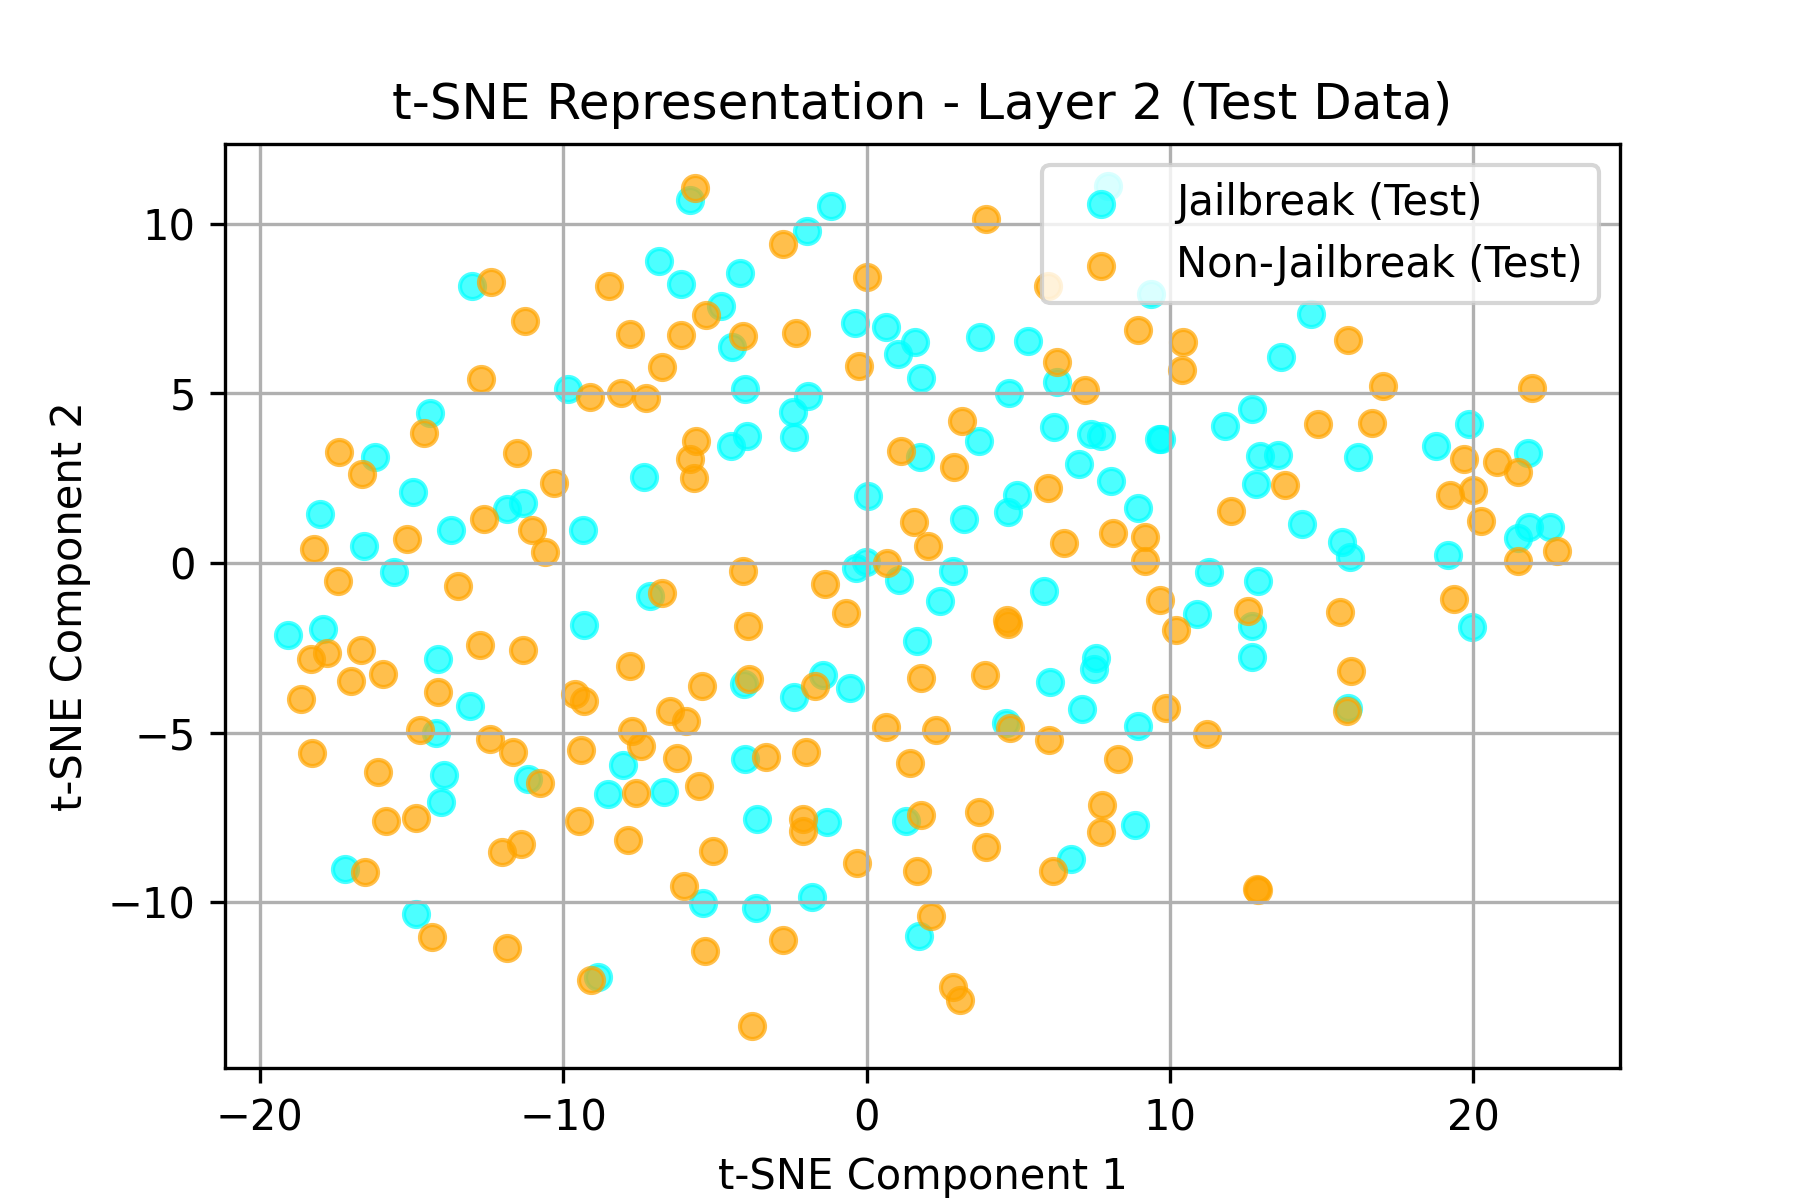 t-SNE Representation - Layer 2 (Test Data)
Jailbreak (Test)
Non-Jailbreak (Test)
10
5
0
−5
−10
t-SNE Component 2
−20
−10
0
10
20
t-SNE Component 1